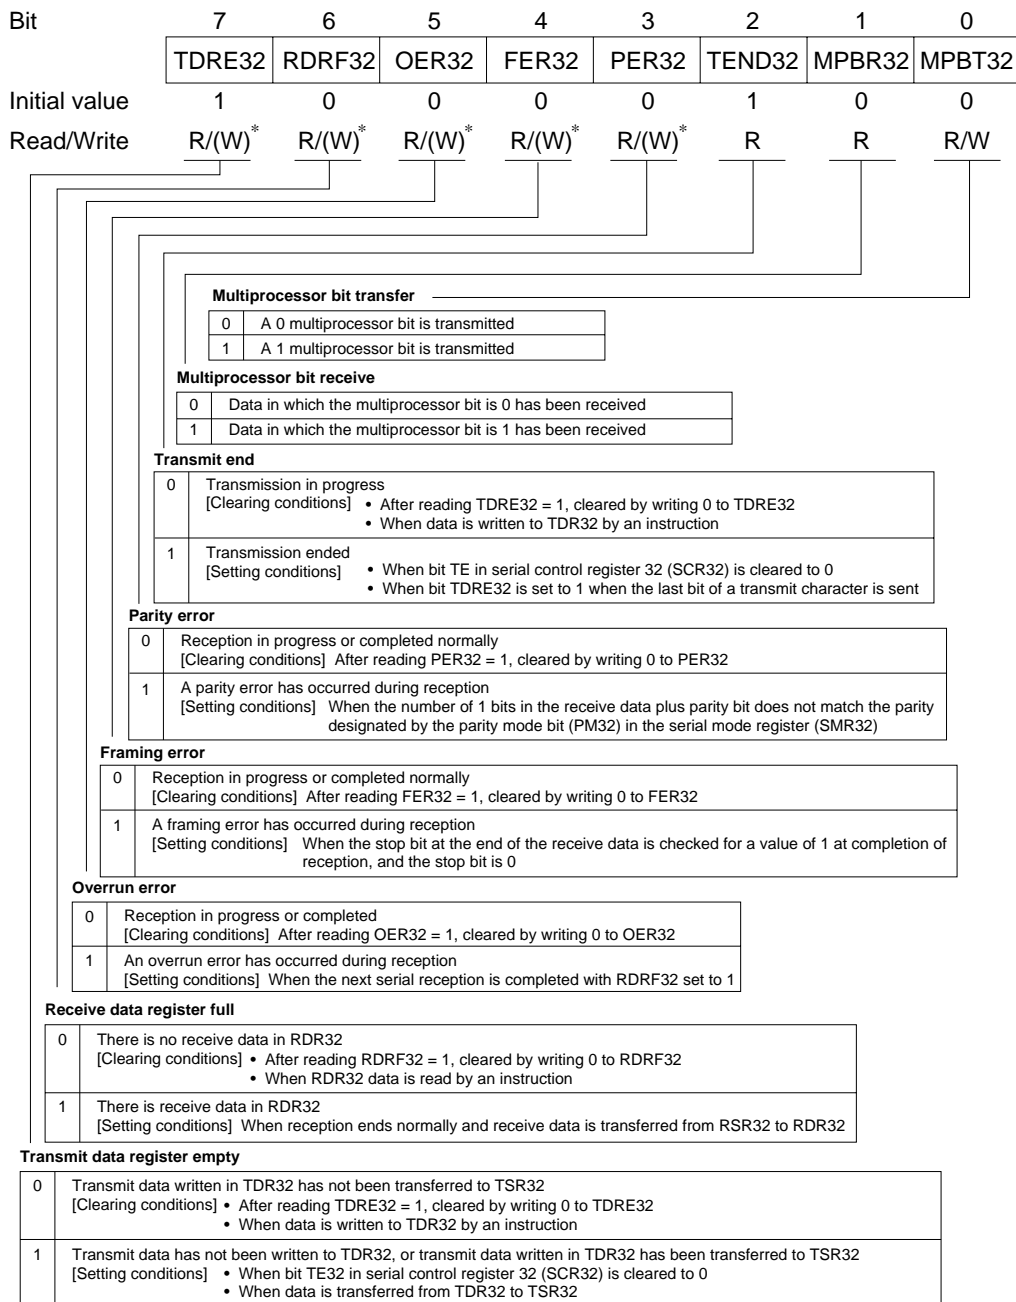 Bit 7 6 5 4 3 2 1 0
TDRE32 RDRF32 OER32 FER32 PER32 TEND32 MPBR32 MPBT32
Initial value 1 0 0 0 0 1 0 0
Read/Write R/(W)* R/(W)* R/(W)* R/(W)* R/(W)* R R R/W
Multiprocessor bit transfer
0 A 0 multiprocessor bit is transmitted
1 A 1 multiprocessor bit is transmitted
Multiprocessor bit receive
0 Data in which the multiprocessor bit is 0 has been received
1 Data in which the multiprocessor bit is 1 has been received
Transmit end
0 Transmission in progress
[Clearing conditions] • After reading TDRE32 = 1, cleared by writing 0 to TDRE32
• When data is written to TDR32 by an instruction
1 Transmission ended
[Setting conditions] • When bit TE in serial control register 32 (SCR32) is cleared to 0
• When bit TDRE32 is set to 1 when the last bit of a transmit character is sent
Parity error
0 Reception in progress or completed normally
[Clearing conditions] After reading PER32 = 1, cleared by writing 0 to PER32
1 A parity error has occurred during reception
[Setting conditions] When the number of 1 bits in the receive data plus parity bit does not match the parity
designated by the parity mode bit (PM32) in the serial mode register (SMR32)
Framing error
0 Reception in progress or completed normally
[Clearing conditions] After reading FER32 = 1, cleared by writing 0 to FER32
1 A framing error has occurred during reception
[Setting conditions] When the stop bit at the end of the receive data is checked for a value of 1 at completion of
reception, and the stop bit is 0
Overrun error
0 Reception in progress or completed
[Clearing conditions] After reading OER32 = 1, cleared by writing 0 to OER32
1 An overrun error has occurred during reception
[Setting conditions] When the next serial reception is completed with RDRF32 set to 1
Receive data register full
0 There is no receive data in RDR32
[Clearing conditions] • After reading RDRF32 = 1, cleared by writing 0 to RDRF32
• When RDR32 data is read by an instruction
1 There is receive data in RDR32
[Setting conditions] When reception ends normally and receive data is transferred from RSR32 to RDR32
Transmit data register empty
0 Transmit data written in TDR32 has not been transferred to TSR32
[Clearing conditions] • After reading TDRE32 = 1, cleared by writing 0 to TDRE32
• When data is written to TDR32 by an instruction
1 Transmit data has not been written to TDR32, or transmit data written in TDR32 has been transferred to TSR32
[Setting conditions] • When bit TE32 in serial control register 32 (SCR32) is cleared to 0
• When data is transferred from TDR32 to TSR32